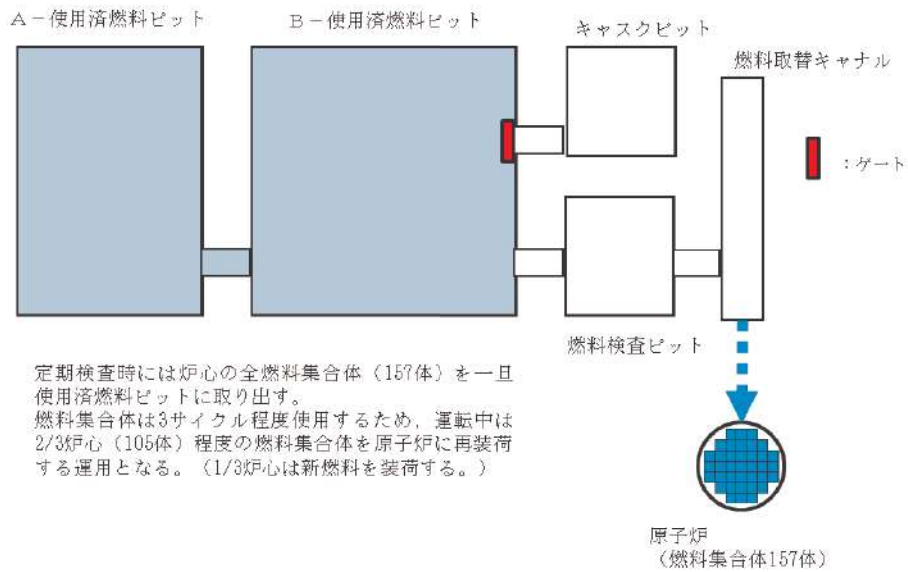 A－使用済燃料ピット
B－使用済燃料ピット
キャスクピット
燃料取替キャナル
：ゲート
燃料検査ピット
定期検査時には炉心の全燃料集合体（157体）を一旦
使用済燃料ピットに取り出す。
燃料集合体は3サイクル程度使用するため，運転中は
2/3炉心（105体）程度の燃料集合体を原子炉に再装荷
する運用となる。（1/3炉心は新燃料を装荷する。）
原子炉
（燃料集合体157体）